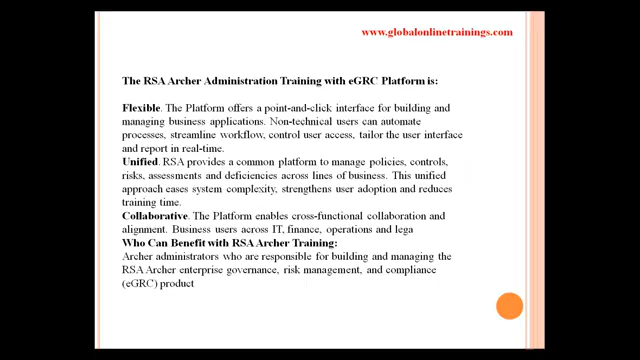 www.globalonlinetrainings.com
The RSA Archer Administration Training with eGRC Platform is:
Flexible. The Platform offers a point-and-click interface for building and
managing business applications. Non-technical users can automate
processes, streamline workflow, control user access, tailor the user interface
and report in real-time.
Unified. RSA provides a common platform to manage policies, controls,
risks, assessments and deficiencies across lines of business. This unified
approach eases system complexity, strengthens user adoption and reduces
training time.
Collaborative. The Platform enables cross-functional collaboration and
alignment. Business users across IT, finance, operations and lega
Who Can Benefit with RSA Archer Training:
Archer administrators who are responsible for building and managing the
RSA Archer enterprise governance, risk management, and compliance
(eGRC) product